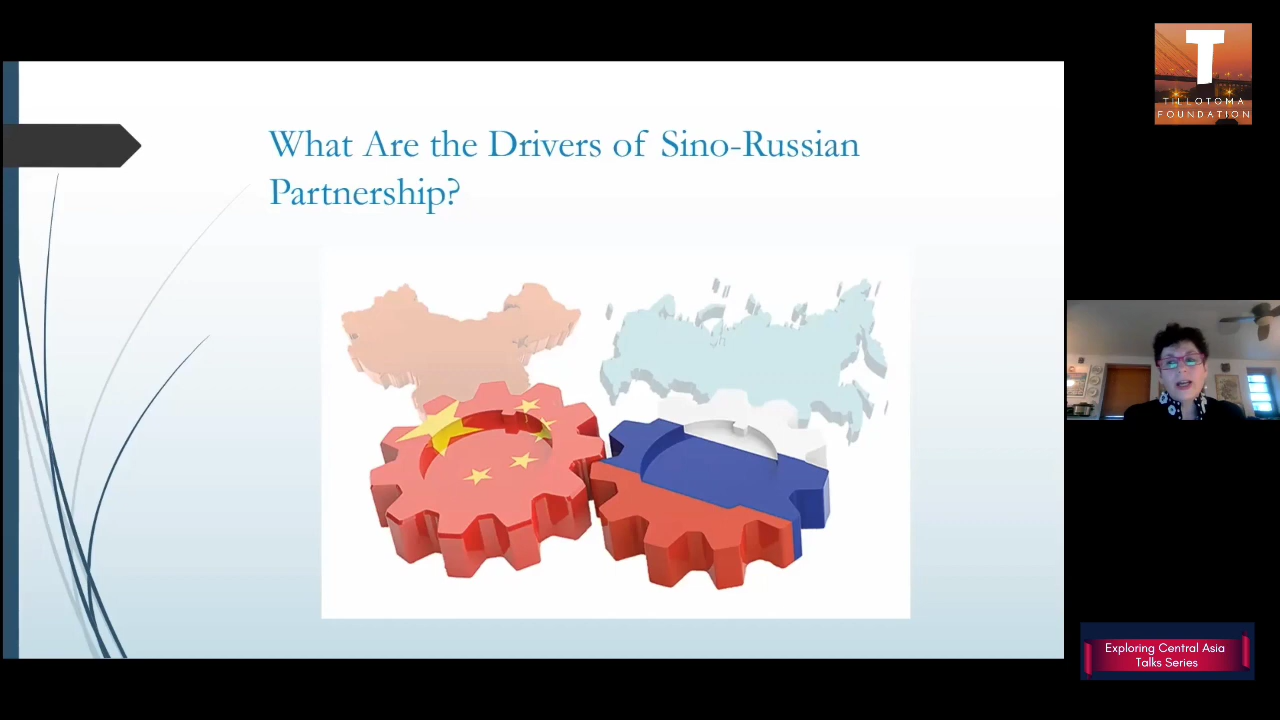 What Are the Drivers of Sino-Russian
Partnership?
T
TILLOTOMA
FOUNDATION
Exploring Central Asia
Talks Series